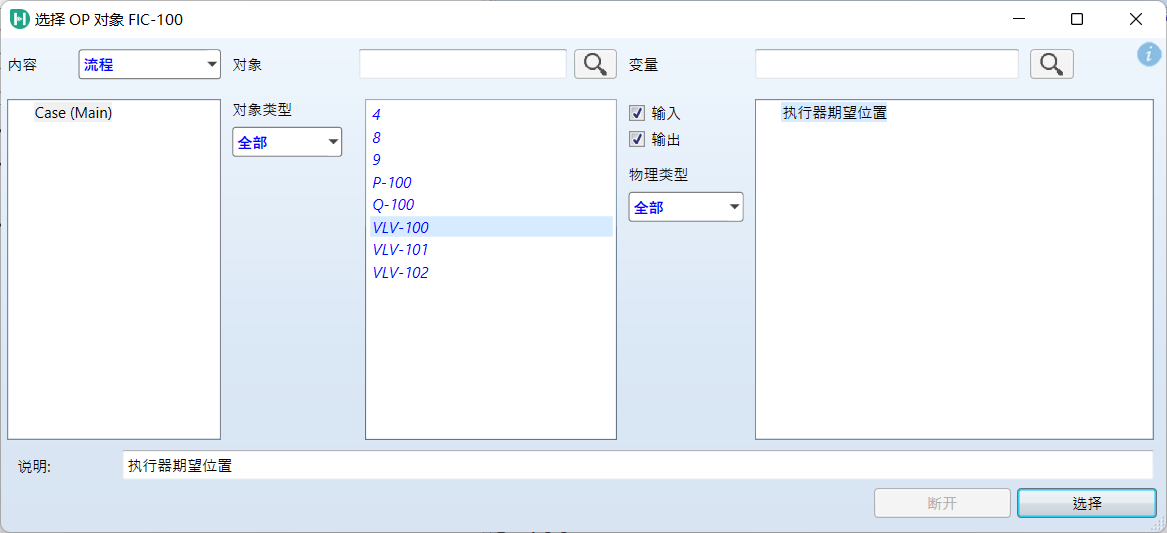 选择 OP 对象 FIC-100
内容
流程
对象
变量
Case (Main)
对象类型
全部
4
8
9
P-100
Q-100
VLV-100
VLV-101
VLV-102
输入
输出
物理类型
全部
执行器期望位置
说明:
执行器期望位置
断开
选择